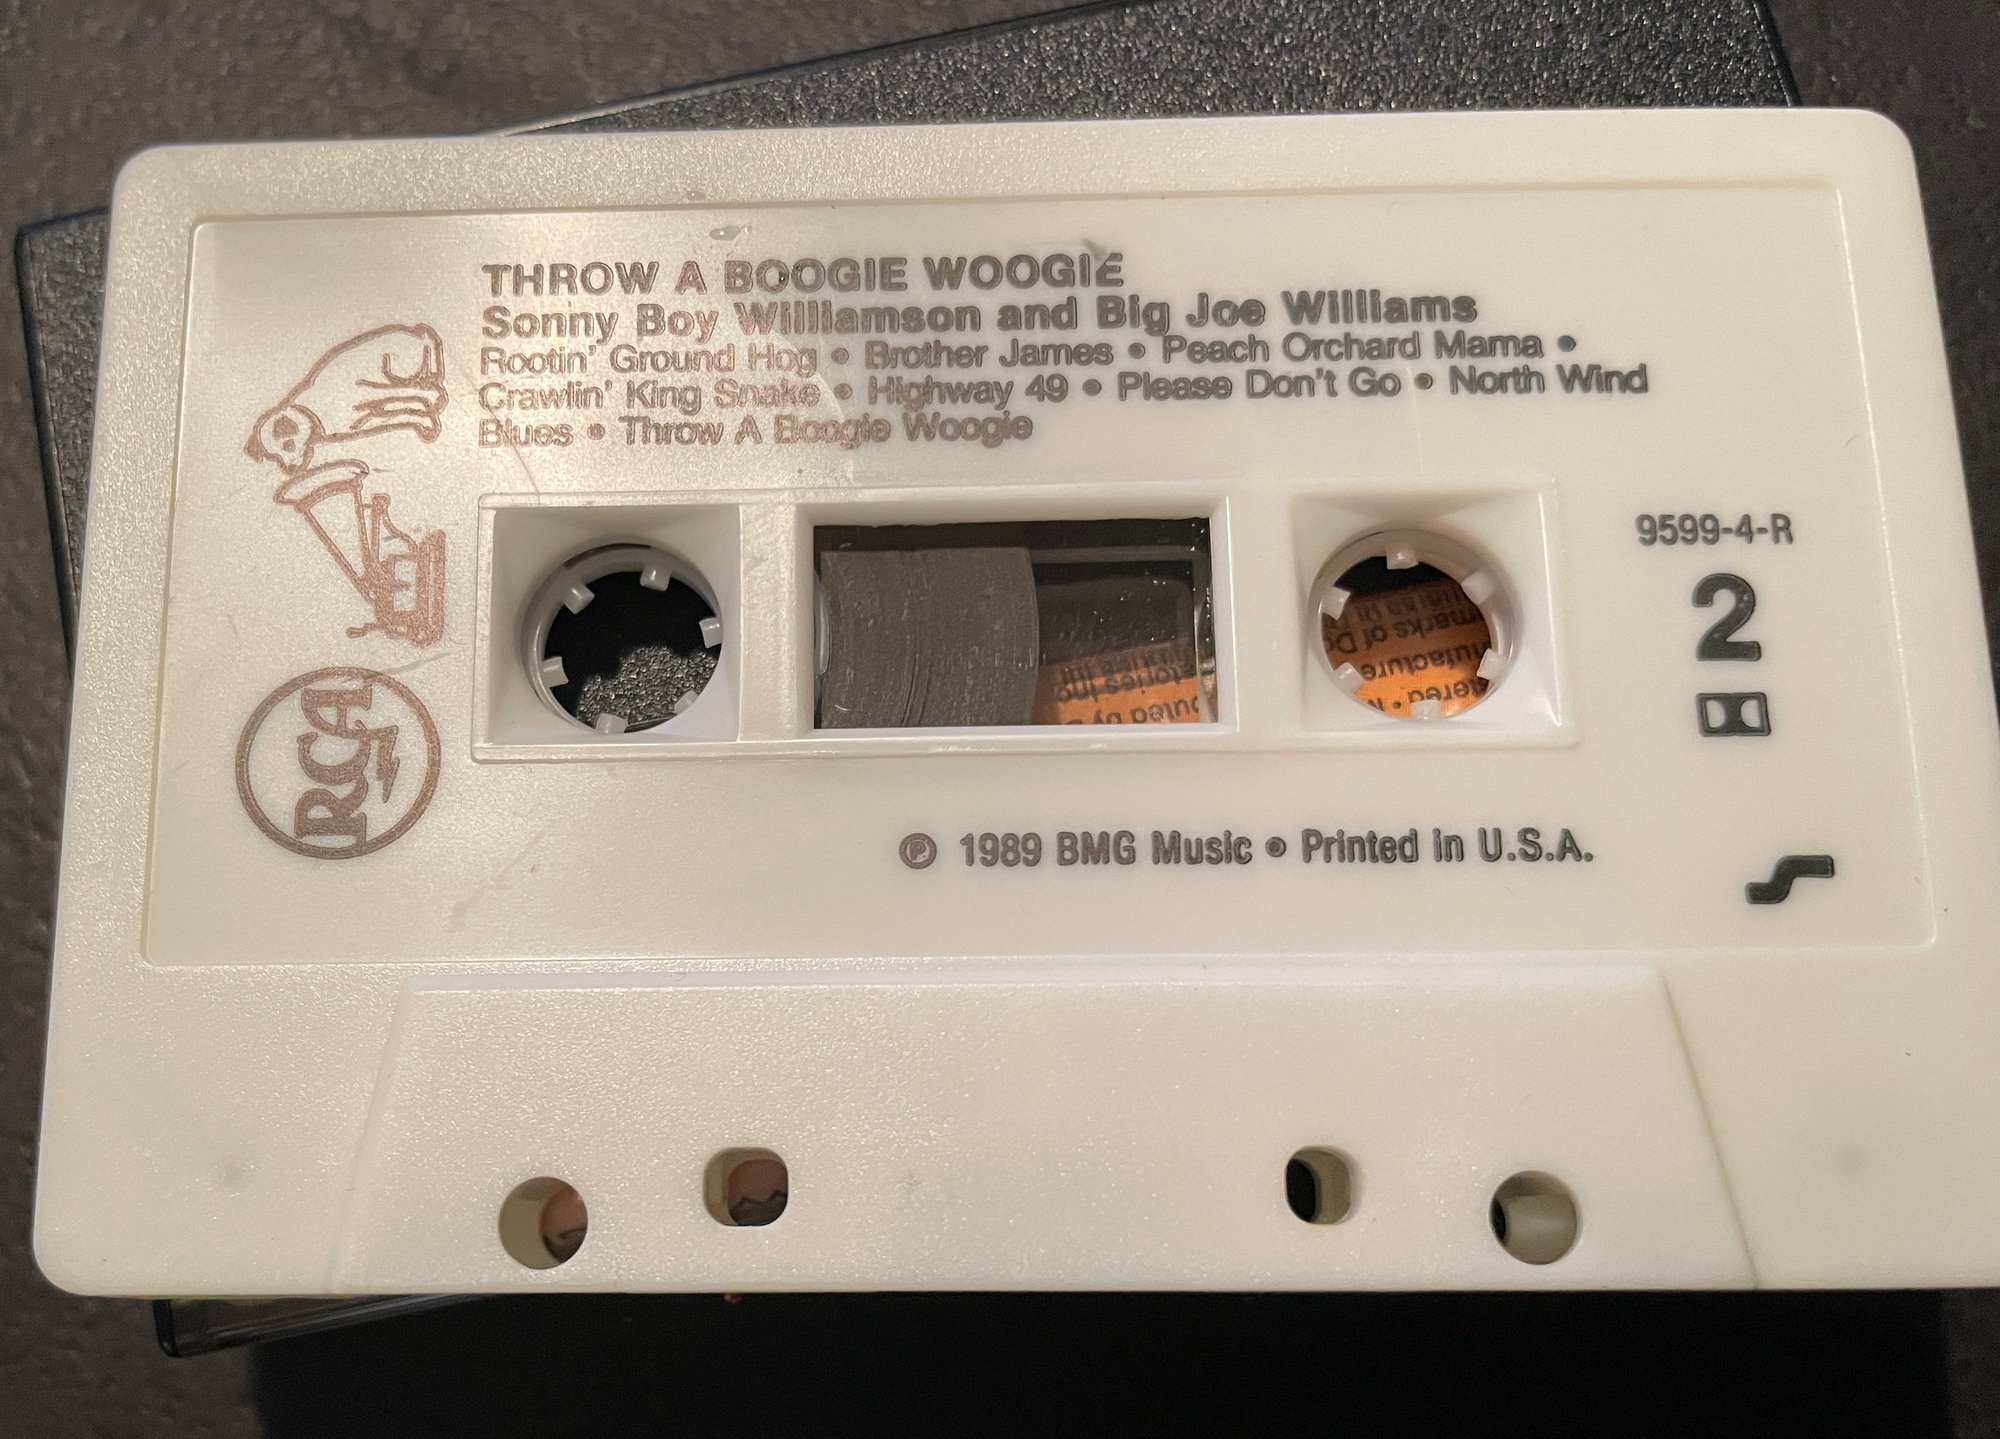 THROW A BOOGIE WOOGIE
Sonny Boy Williamson and Big Joe Williams
Rootin' Ground Hog • Brother James • Peach Orchard Mama •
Crawlin' King Snake • Highway 49 • Please Don't Go • North Wind
Blues • Throw A Boogie Woogie
RCA
9599-4-R
2
℗ 1989 BMG Music • Printed in U.S.A.
marks of